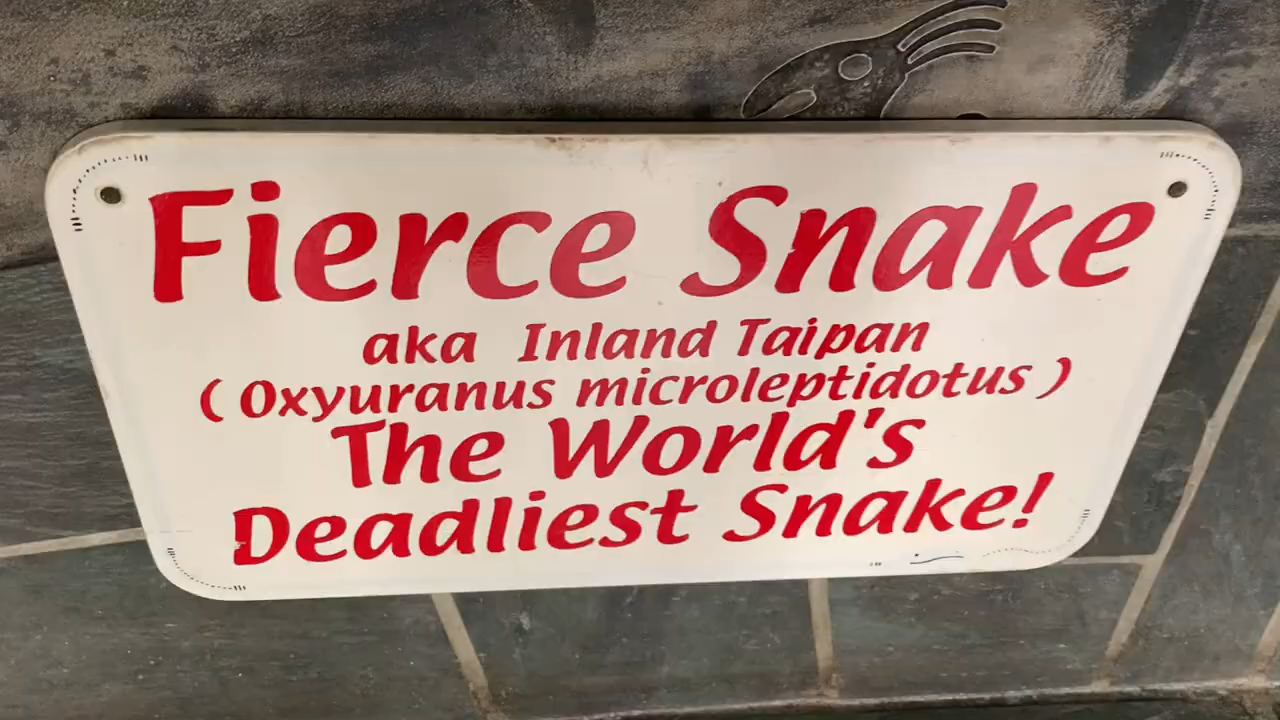 Fierce Snake
aka Inland Taipan
( Oxyuranus microleptidotus )
The World's
Deadliest Snake!